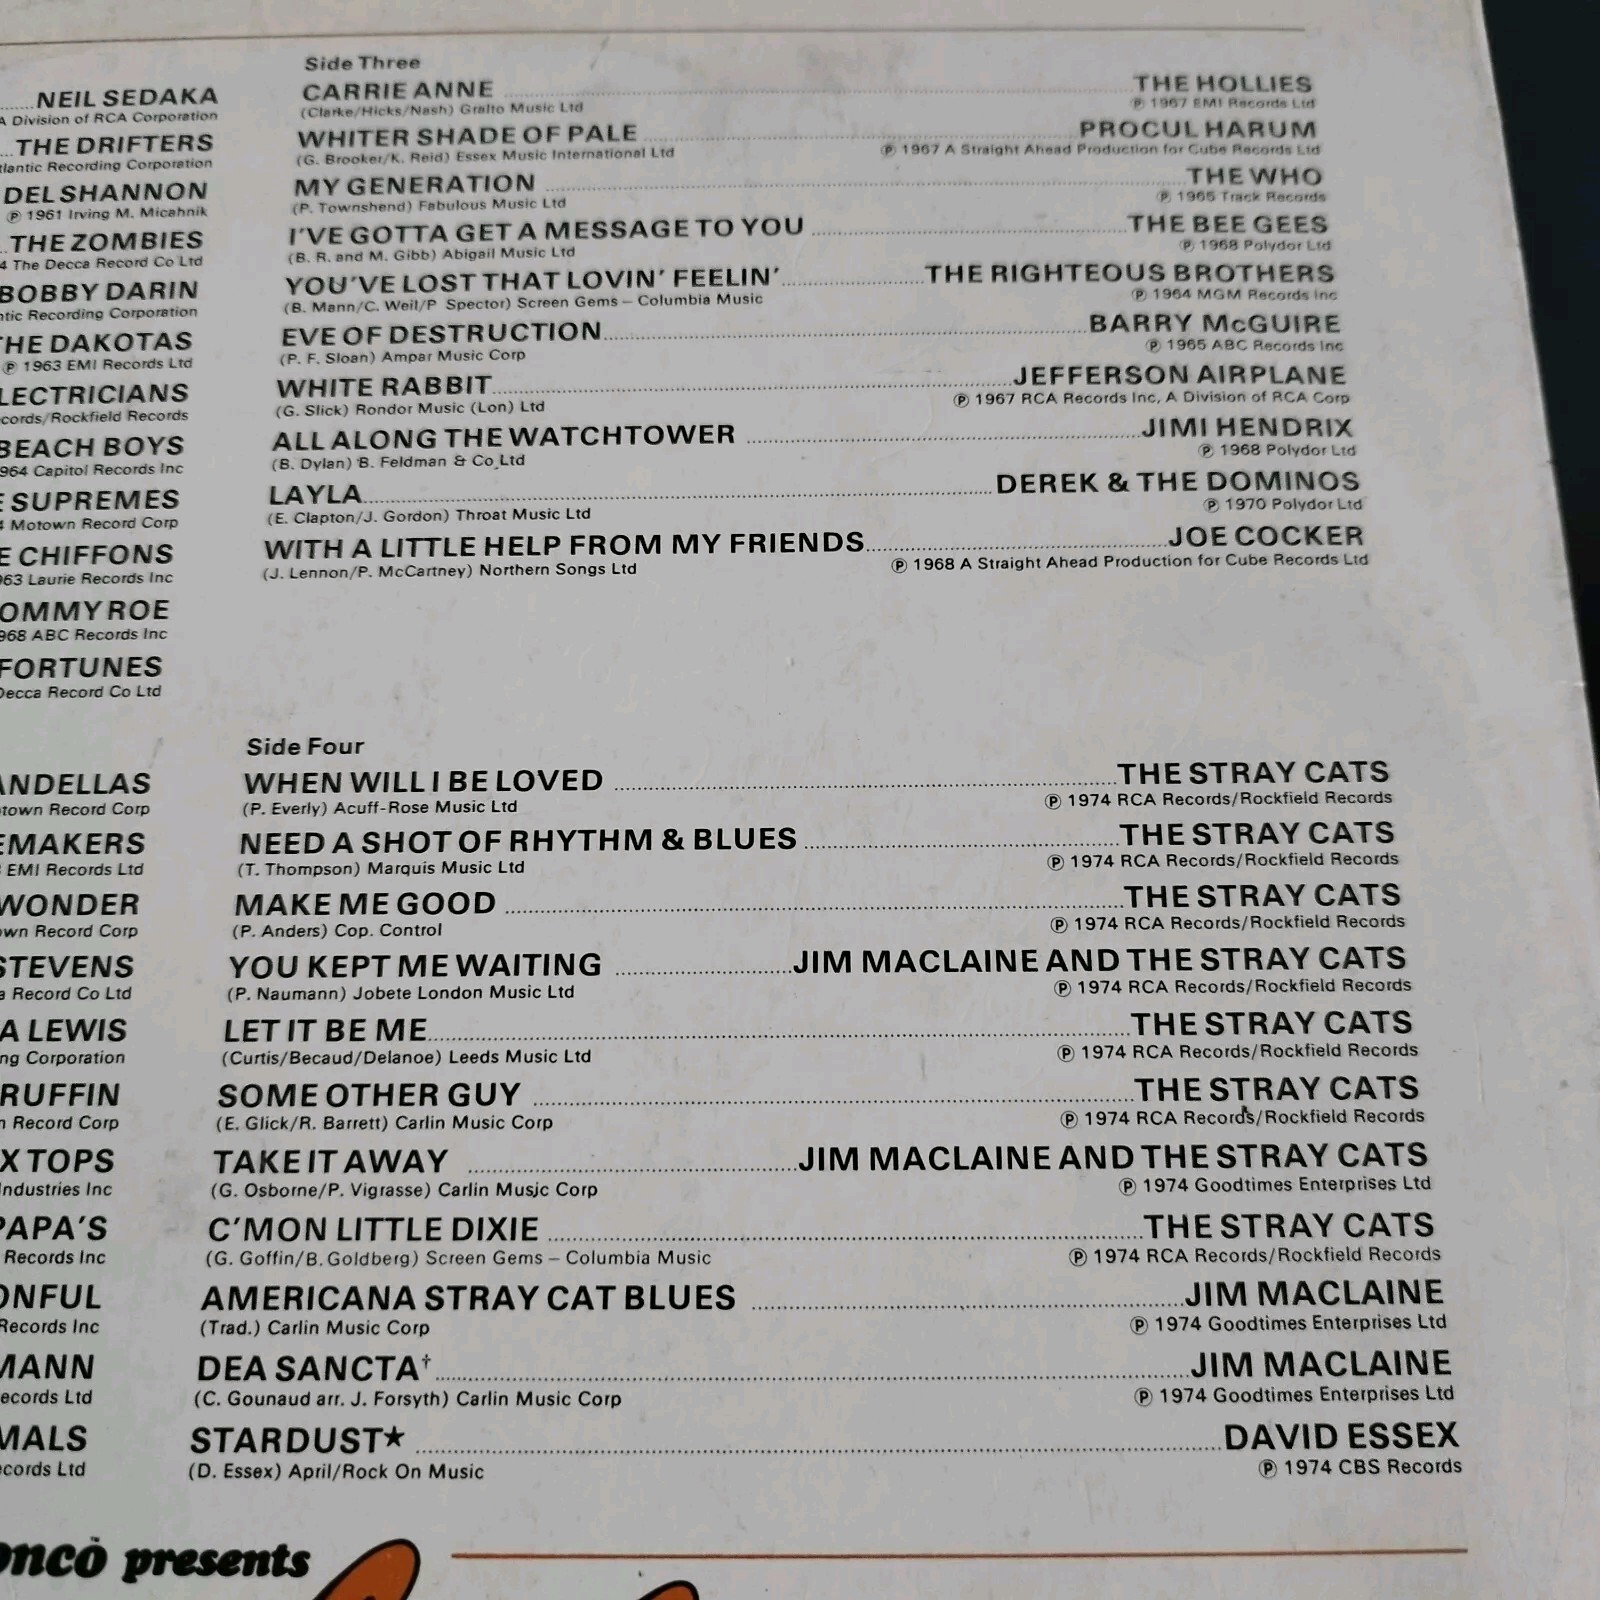 NEIL SEDAKA
A Division of RCA Corporation
THE DRIFTERS
Recording Corporation
DEL SHANNON
℗ 1961 Irving M. Micahnik
THE ZOMBIES
The Decca Record Co Ltd
BOBBY DARIN
Recording Corporation
THE DAKOTAS
℗ 1963 EMI Records Ltd
/Rockfield Records
BEACH BOYS
Capitol Records Inc
SUPREMES
Motown Record Corp
CHIFFONS
Laurie Records Inc
ROE
ABC Records Inc
FORTUNES
Decca Record Co Ltd
Record Corp
EMI Records Ltd
WONDER
Record Corp
STEVENS
Record Co Ltd
LEWIS
Corporation
RUFFIN
Record Corp
TOPS
Industries Inc
PAPA'S
Records Inc
Records Inc
MANN
Ltd
Ltd
Side Three
CARRIE ANNE ........ THE HOLLIES
(Clarke/Hicks/Nash) Gralto Music Ltd ℗ 1967 EMI Records Ltd
WHITER SHADE OF PALE ........ PROCUL HARUM
(G. Brooker/K. Reid) Essex Music International Ltd ℗ 1967 A Straight Ahead Production for Cube Records Ltd
MY GENERATION ........ THE WHO
(P. Townshend) Fabulous Music Ltd ℗ 1965 Track Records
I'VE GOTTA GET A MESSAGE TO YOU ........ THE BEE GEES
(B. R. and M. Gibb) Abigail Music Ltd ℗ 1968 Polydor Ltd
YOU'VE LOST THAT LOVIN' FEELIN' ........ THE RIGHTEOUS BROTHERS
(B. Mann/C. Weil/P Spector) Screen Gems – Columbia Music ℗ 1964 MGM Records Inc
EVE OF DESTRUCTION ........ BARRY McGUIRE
(P. F. Sloan) Ampar Music Corp ℗ 1965 ABC Records Inc
WHITE RABBIT ........ JEFFERSON AIRPLANE
(G. Slick) Rondor Music (Lon) Ltd ℗ 1967 RCA Records Inc, A Division of RCA Corp
ALL ALONG THE WATCHTOWER ........ JIMI HENDRIX
(B. Dylan) B. Feldman & Co Ltd ℗ 1968 Polydor Ltd
LAYLA ........ DEREK & THE DOMINOS
(E. Clapton/J. Gordon) Throat Music Ltd ℗ 1970 Polydor Ltd
WITH A LITTLE HELP FROM MY FRIENDS ........ JOE COCKER
(J. Lennon/P. McCartney) Northern Songs Ltd ℗ 1968 A Straight Ahead Production for Cube Records Ltd
Side Four
WHEN WILL I BE LOVED ........ THE STRAY CATS
(P. Everly) Acuff-Rose Music Ltd ℗ 1974 RCA Records/Rockfield Records
NEED A SHOT OF RHYTHM & BLUES ........ THE STRAY CATS
(T. Thompson) Marquis Music Ltd ℗ 1974 RCA Records/Rockfield Records
MAKE ME GOOD ........ THE STRAY CATS
(P. Anders) Cop. Control ℗ 1974 RCA Records/Rockfield Records
YOU KEPT ME WAITING ........ JIM MACLAINE AND THE STRAY CATS
(P. Naumann) Jobete London Music Ltd ℗ 1974 RCA Records/Rockfield Records
LET IT BE ME ........ THE STRAY CATS
(Curtis/Becaud/Delanoe) Leeds Music Ltd ℗ 1974 RCA Records/Rockfield Records
SOME OTHER GUY ........ THE STRAY CATS
(E. Glick/R. Barrett) Carlin Music Corp ℗ 1974 RCA Records/Rockfield Records
TAKE IT AWAY ........ JIM MACLAINE AND THE STRAY CATS
(G. Osborne/P. Vigrasse) Carlin Music Corp ℗ 1974 Goodtimes Enterprises Ltd
C'MON LITTLE DIXIE ........ THE STRAY CATS
(G. Goffin/B. Goldberg) Screen Gems – Columbia Music ℗ 1974 RCA Records/Rockfield Records
AMERICANA STRAY CAT BLUES ........ JIM MACLAINE
(Trad.) Carlin Music Corp ℗ 1974 Goodtimes Enterprises Ltd
DEA SANCTA† ........ JIM MACLAINE
(C. Gounaud arr. J. Forsyth) Carlin Music Corp ℗ 1974 Goodtimes Enterprises Ltd
STARDUST★ ........ DAVID ESSEX
(D. Essex) April/Rock On Music ℗ 1974 CBS Records
presents